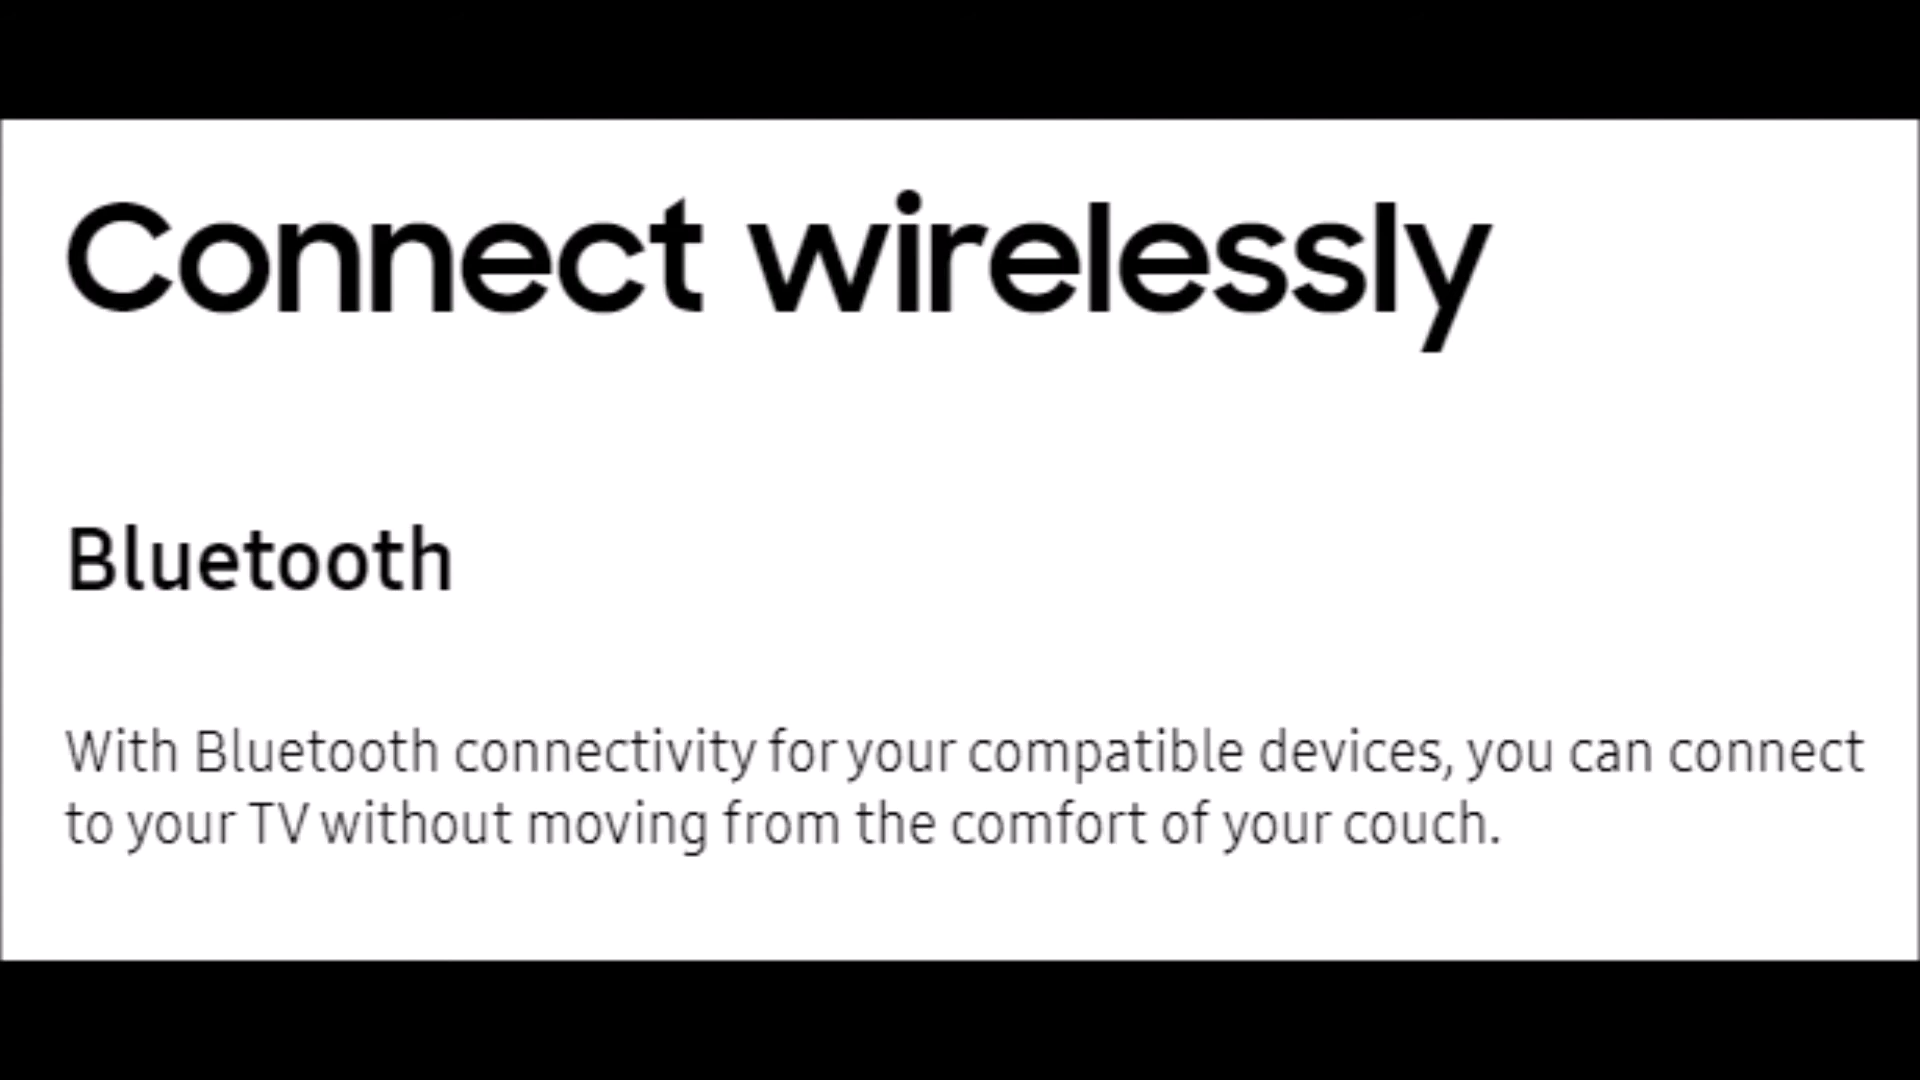 Connect wirelessly
Bluetooth
With Bluetooth connectivity for your compatible devices, you can connect
to your TV without moving from the comfort of your couch.